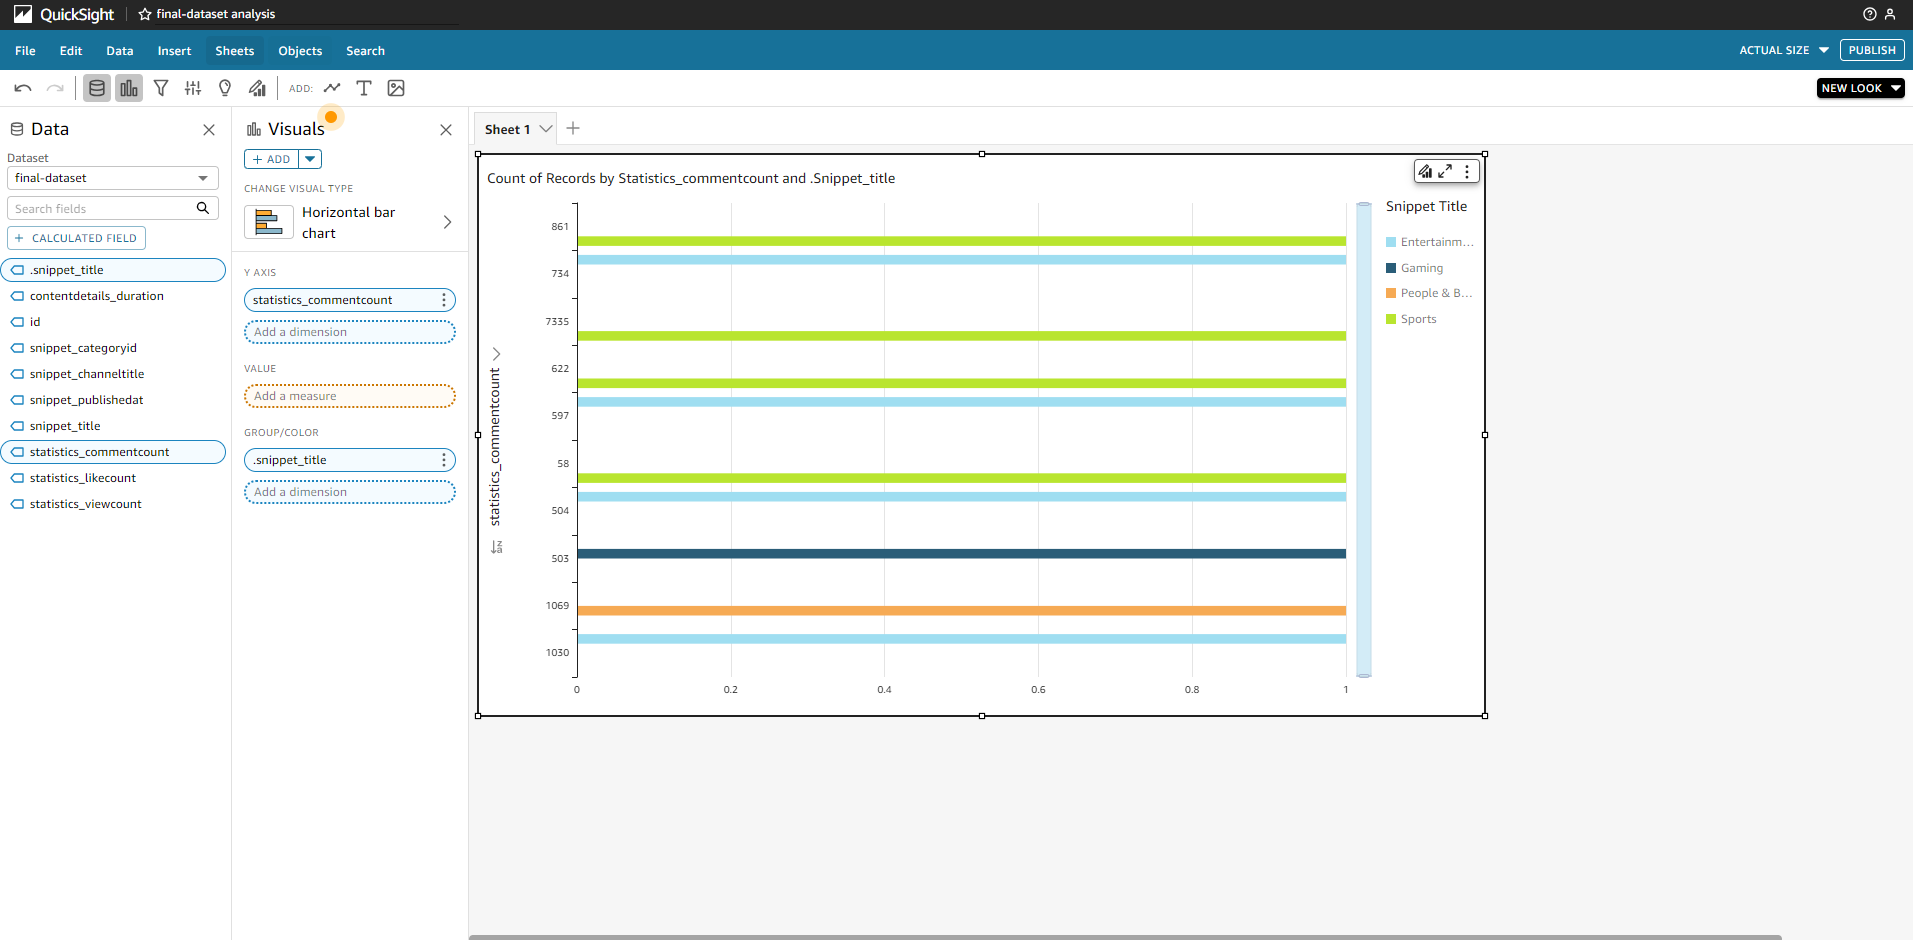 QuickSight
final-dataset analysis
File Edit Data Insert Sheets Objects Search
ACTUAL SIZE
PUBLISH
ADD:
NEW LOOK
Data
Dataset
final-dataset
Search fields
+ CALCULATED FIELD
.snippet_title
contentdetails_duration
id
snippet_categoryid
snippet_channeltitle
snippet_publishedat
snippet_title
statistics_commentcount
statistics_likecount
statistics_viewcount
Visuals
+ ADD
CHANGE VISUAL TYPE
Horizontal bar
chart
Y AXIS
statistics_commentcount
Add a dimension
VALUE
Add a measure
GROUP/COLOR
.snippet_title
Add a dimension
Sheet 1
Count of Records by Statistics_commentcount and .Snippet_title
statistics_commentcount
861
734
7335
622
597
58
504
503
1069
1030
0 0.2 0.4 0.6 0.8 1
Snippet Title
Entertainm...
Gaming
People & B...
Sports